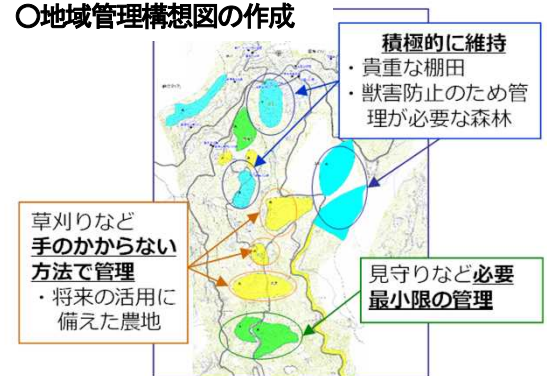 〇地域管理構想図の作成
積極的に維持
・貴重な棚田
・獣害防止のため管
理が必要な森林
草刈りなど
手のかからない
方法で管理
・将来の活用に
備えた農地
見守りなど必要
最小限の管理